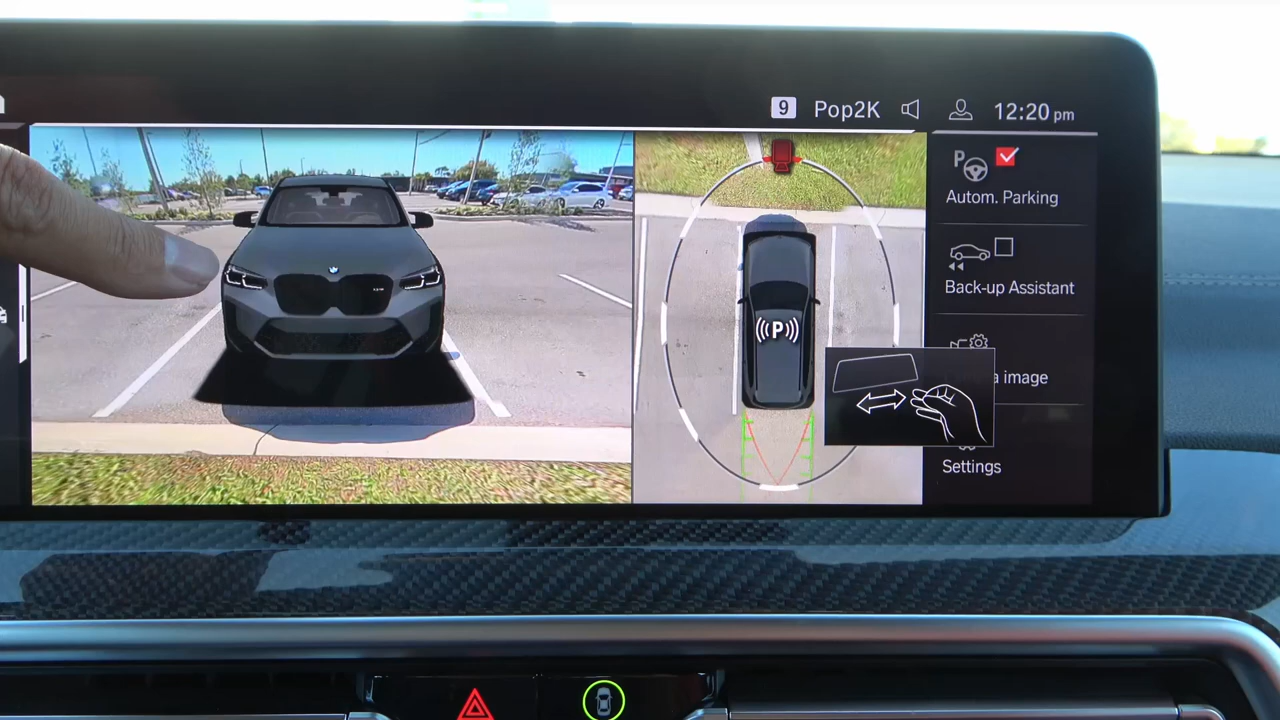 9 Pop2K 12:20 pm
P
Autom. Parking
Back-up Assistant
a image
Settings
P